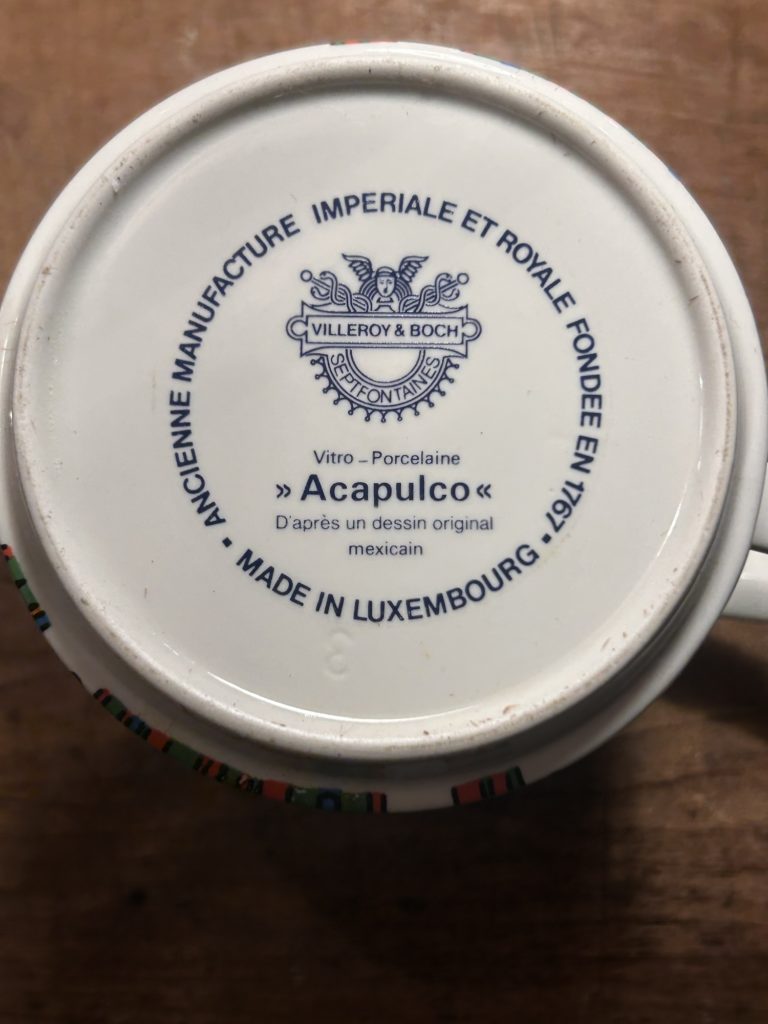 ANCIENNE MANUFACTURE IMPERIALE ET ROYALE FONDEE EN 1767
VILLEROY & BOCH
SEPTFONTAINES
Vitro - Porcelaine
» Acapulco «
D'après un dessin original
mexicain
▪ MADE IN LUXEMBOURG ▪
3